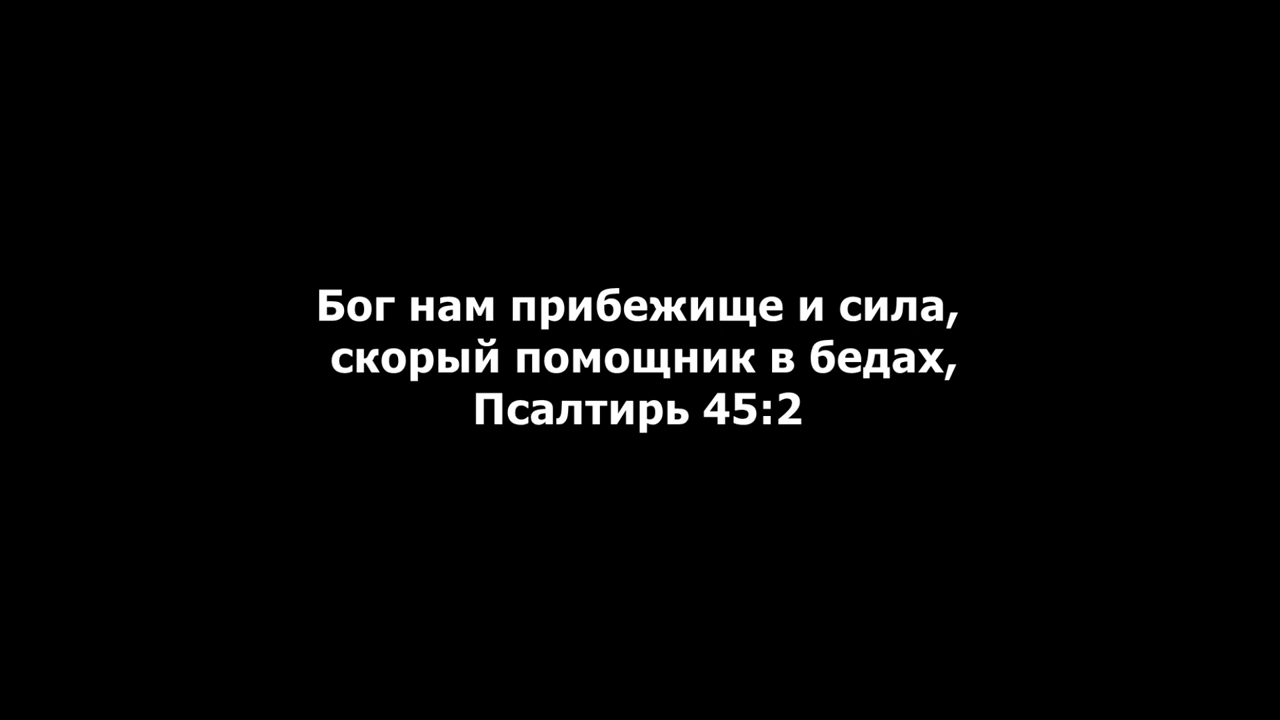 Бог нам прибежище и сила,
скорый помощник в бедах,
Псалтирь 45:2